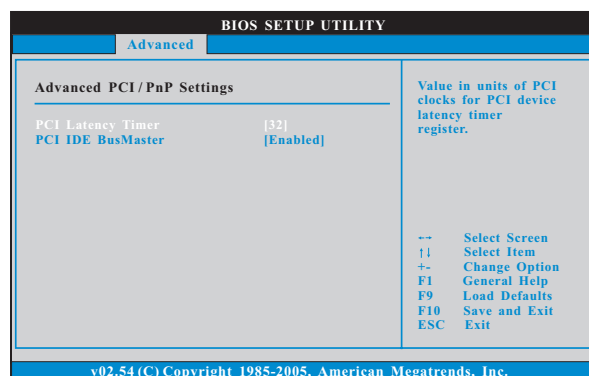 BIOS SETUP UTILITY
Advanced
Advanced PCI / PnP Settings
PCI Latency Timer [32]
PCI IDE BusMaster [Enabled]
Value in units of PCI
clocks for PCI device
latency timer
register.
←→ Select Screen
↑↓ Select Item
+- Change Option
F1 General Help
F9 Load Defaults
F10 Save and Exit
ESC Exit
v02.54 (C) Copyright 1985-2005, American Megatrends, Inc.